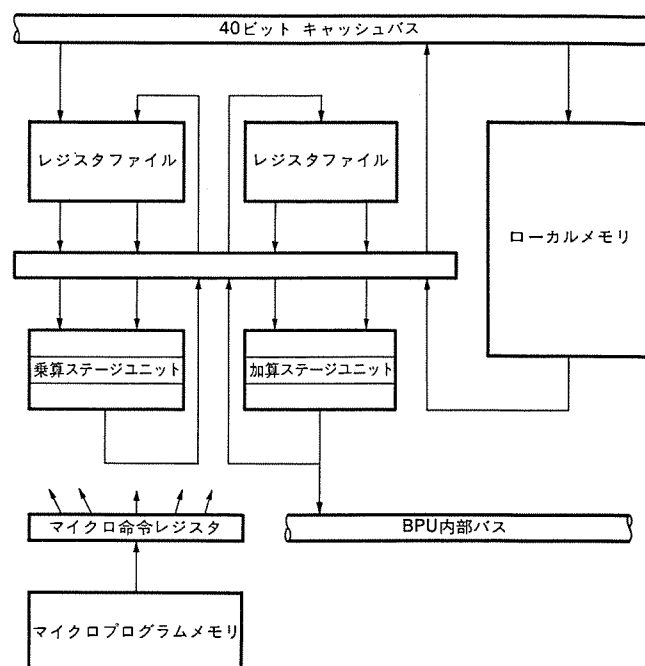 40ビット キャッシュバス
レジスタファイル
レジスタファイル
ローカルメモリ
乗算ステージユニット
加算ステージユニット
マイクロ命令レジスタ
BPU内部バス
マイクロプログラムメモリ